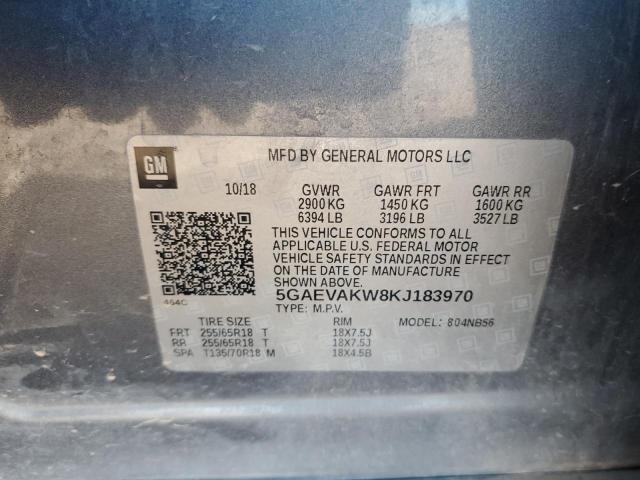 GM
MFD BY GENERAL MOTORS LLC
10/18 GVWR GAWR FRT GAWR RR
2900 KG 1450 KG 1600 KG
6394 LB 3196 LB 3527 LB
THIS VEHICLE CONFORMS TO ALL
APPLICABLE U.S. FEDERAL MOTOR
VEHICLE SAFETY STANDARDS IN EFFECT
ON THE DATE OF MANUFACTURE
SHOWN ABOVE.
464C
5GAEVAKW8KJ183970
TYPE: M.P.V.
TIRE SIZE RIM MODEL: 804NB56
FRT 255/65R18 T 18X7.5J
RR 255/65R18 T 18X7.5J
SPA T135/70R18 M 18X4.5B